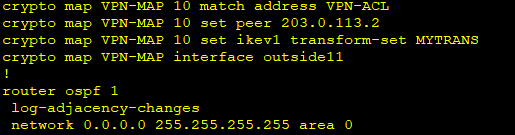 crypto map VPN-MAP 10 match address VPN-ACL
crypto map VPN-MAP 10 set peer 203.0.113.2
crypto map VPN-MAP 10 set ikev1 transform-set MYTRANS
crypto map VPN-MAP interface outside11
!
router ospf 1
 log-adjacency-changes
 network 0.0.0.0 255.255.255.255 area 0